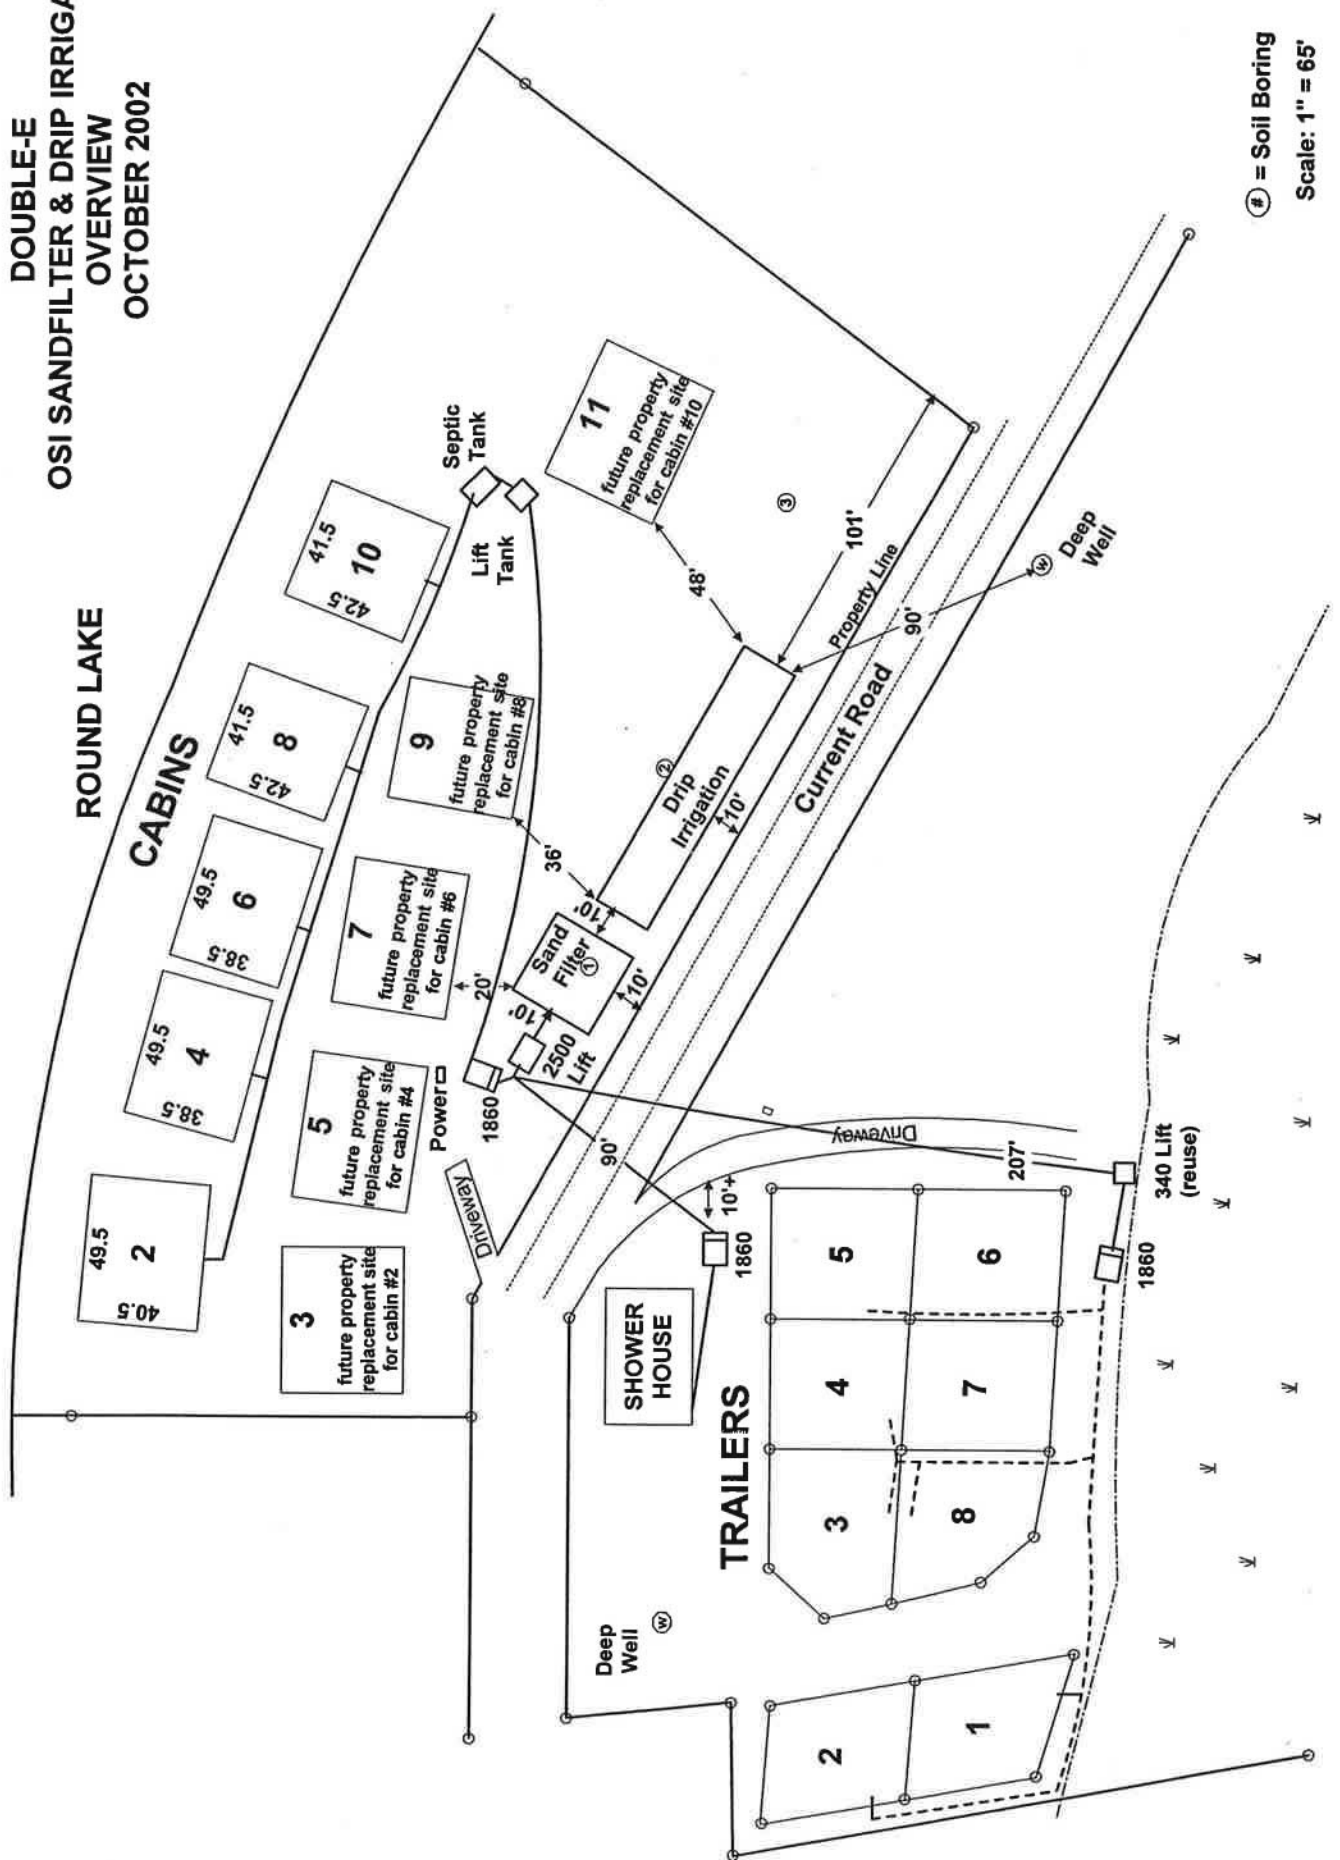 DOUBLE-E
OSI SANDFILTER & DRIP IRRIGA
OVERVIEW
OCTOBER 2002
ROUND LAKE
CABINS
49.5
2
40.5
49.5
4
38.5
49.5
6
38.5
41.5
8
42.5
41.5
10
42.5
Septic
Tank
Lift
Tank
3
future property
replacement site
for cabin #2
5
future property
replacement site
for cabin #4
7
future property
replacement site
for cabin #6
9
future property
replacement site
for cabin #8
11
future property
replacement site
for cabin #10
Power
1860
2500
Lift
10'
20'
Sand
Filter
1
10'
10'
36'
2
Drip
Irrigation
10'
48'
3
101'
Property Line
90'
W
Deep
Well
Current Road
Driveway
90'
Driveway
10'+
207'
SHOWER
HOUSE
1860
TRAILERS
3
4
5
8
7
6
2
1
Deep
Well
W
1860
340 Lift
(reuse)
# = Soil Boring
Scale: 1" = 65'